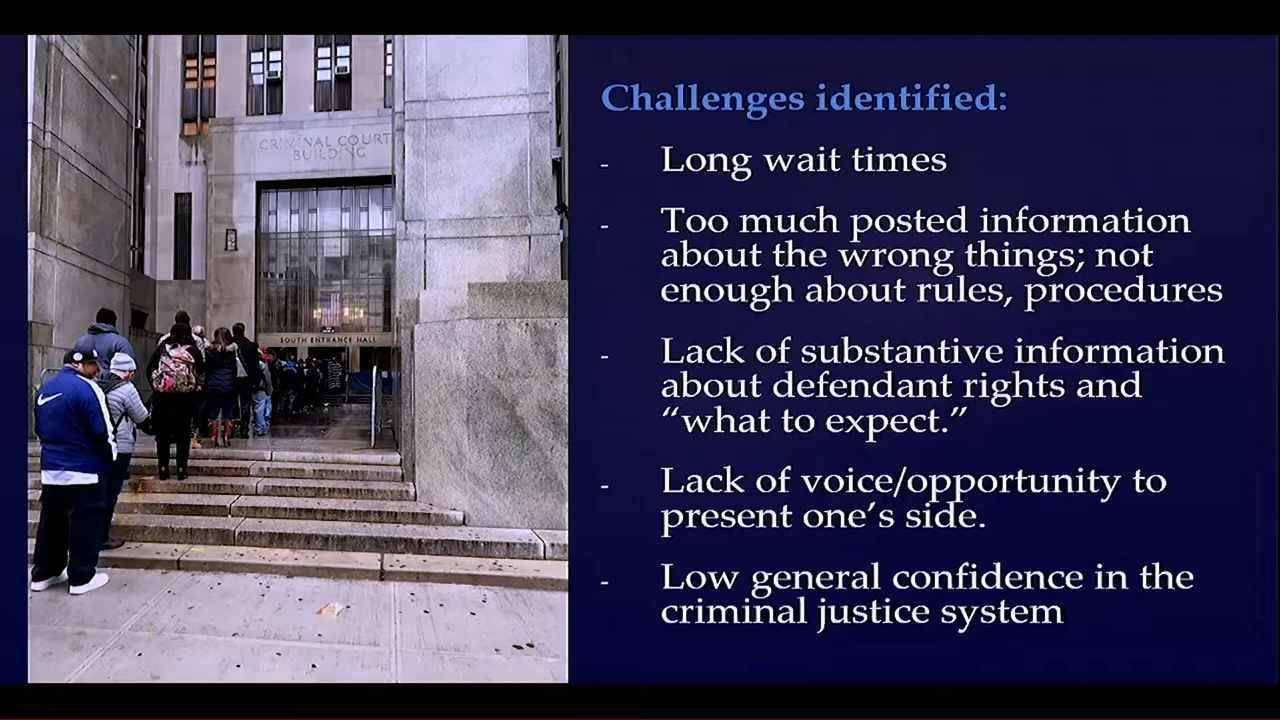 CRIMINAL COURT
BUILDING
SOUTH ENTRANCE HALL
Challenges identified:
- Long wait times
- Too much posted information
about the wrong things; not
enough about rules, procedures
- Lack of substantive information
about defendant rights and
“what to expect.”
- Lack of voice/opportunity to
present one’s side.
- Low general confidence in the
criminal justice system